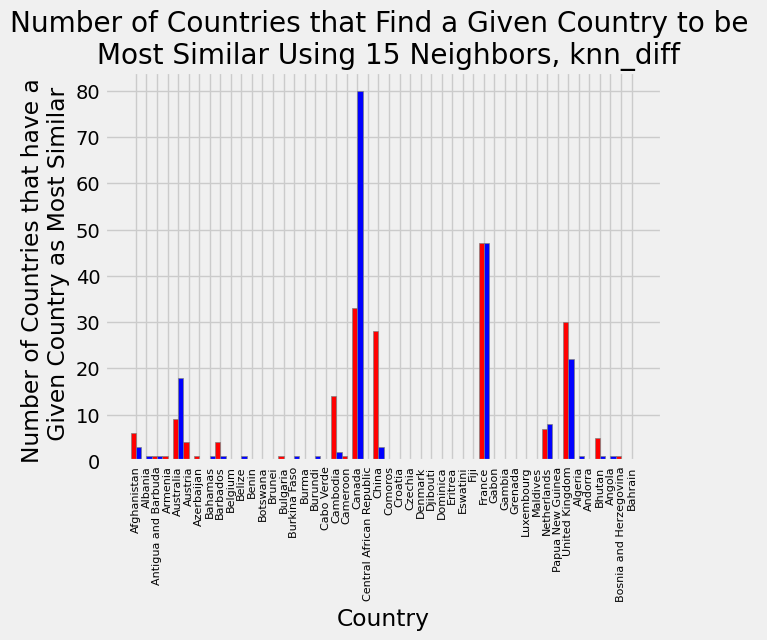 Number of Countries that Find a Given Country to be
Most Similar Using 15 Neighbors, knn_diff
Number of Countries that have a
Given Country as Most Similar
80
70
60
50
40
30
20
10
0
Afghanistan
Albania
Antigua and Barbuda
Armenia
Australia
Austria
Azerbaijan
Bahamas
Barbados
Belgium
Belize
Benin
Botswana
Brunei
Bulgaria
Burkina Faso
Burma
Burundi
Cabo Verde
Cambodia
Cameroon
Canada
Central African Republic
China
Comoros
Croatia
Czechia
Denmark
Djibouti
Dominica
Eritrea
Eswatini
Fiji
France
Gabon
Gambia
Grenada
Luxembourg
Maldives
Netherlands
Papua New Guinea
United Kingdom
Algeria
Andorra
Bhutan
Angola
Bosnia and Herzegovina
Bahrain
Country